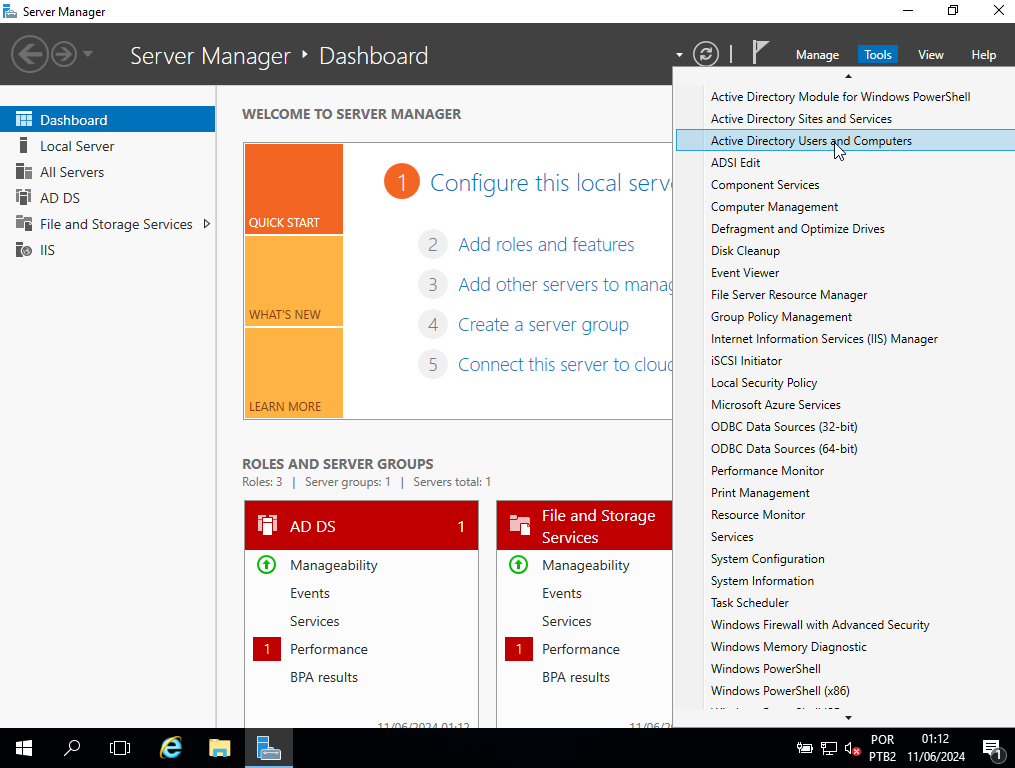 Server Manager
Server Manager ‣ Dashboard
Manage
Tools
View
Help
Dashboard
Local Server
All Servers
AD DS
File and Storage Services
IIS
WELCOME TO SERVER MANAGER
QUICK START
WHAT'S NEW
LEARN MORE
1 Configure this local serv
2 Add roles and features
3 Add other servers to manag
4 Create a server group
5 Connect this server to cloud
ROLES AND SERVER GROUPS
Roles: 3 | Server groups: 1 | Servers total: 1
AD DS 1
Manageability
Events
Services
1 Performance
BPA results
11/06/2024 01:12
File and Storage
Services
Manageability
Events
Services
1 Performance
BPA results
Active Directory Module for Windows PowerShell
Active Directory Sites and Services
Active Directory Users and Computers
ADSI Edit
Component Services
Computer Management
Defragment and Optimize Drives
Disk Cleanup
Event Viewer
File Server Resource Manager
Group Policy Management
Internet Information Services (IIS) Manager
iSCSI Initiator
Local Security Policy
Microsoft Azure Services
ODBC Data Sources (32-bit)
ODBC Data Sources (64-bit)
Performance Monitor
Print Management
Resource Monitor
Services
System Configuration
System Information
Task Scheduler
Windows Firewall with Advanced Security
Windows Memory Diagnostic
Windows PowerShell
Windows PowerShell (x86)
POR
PTB2
01:12
11/06/2024
1